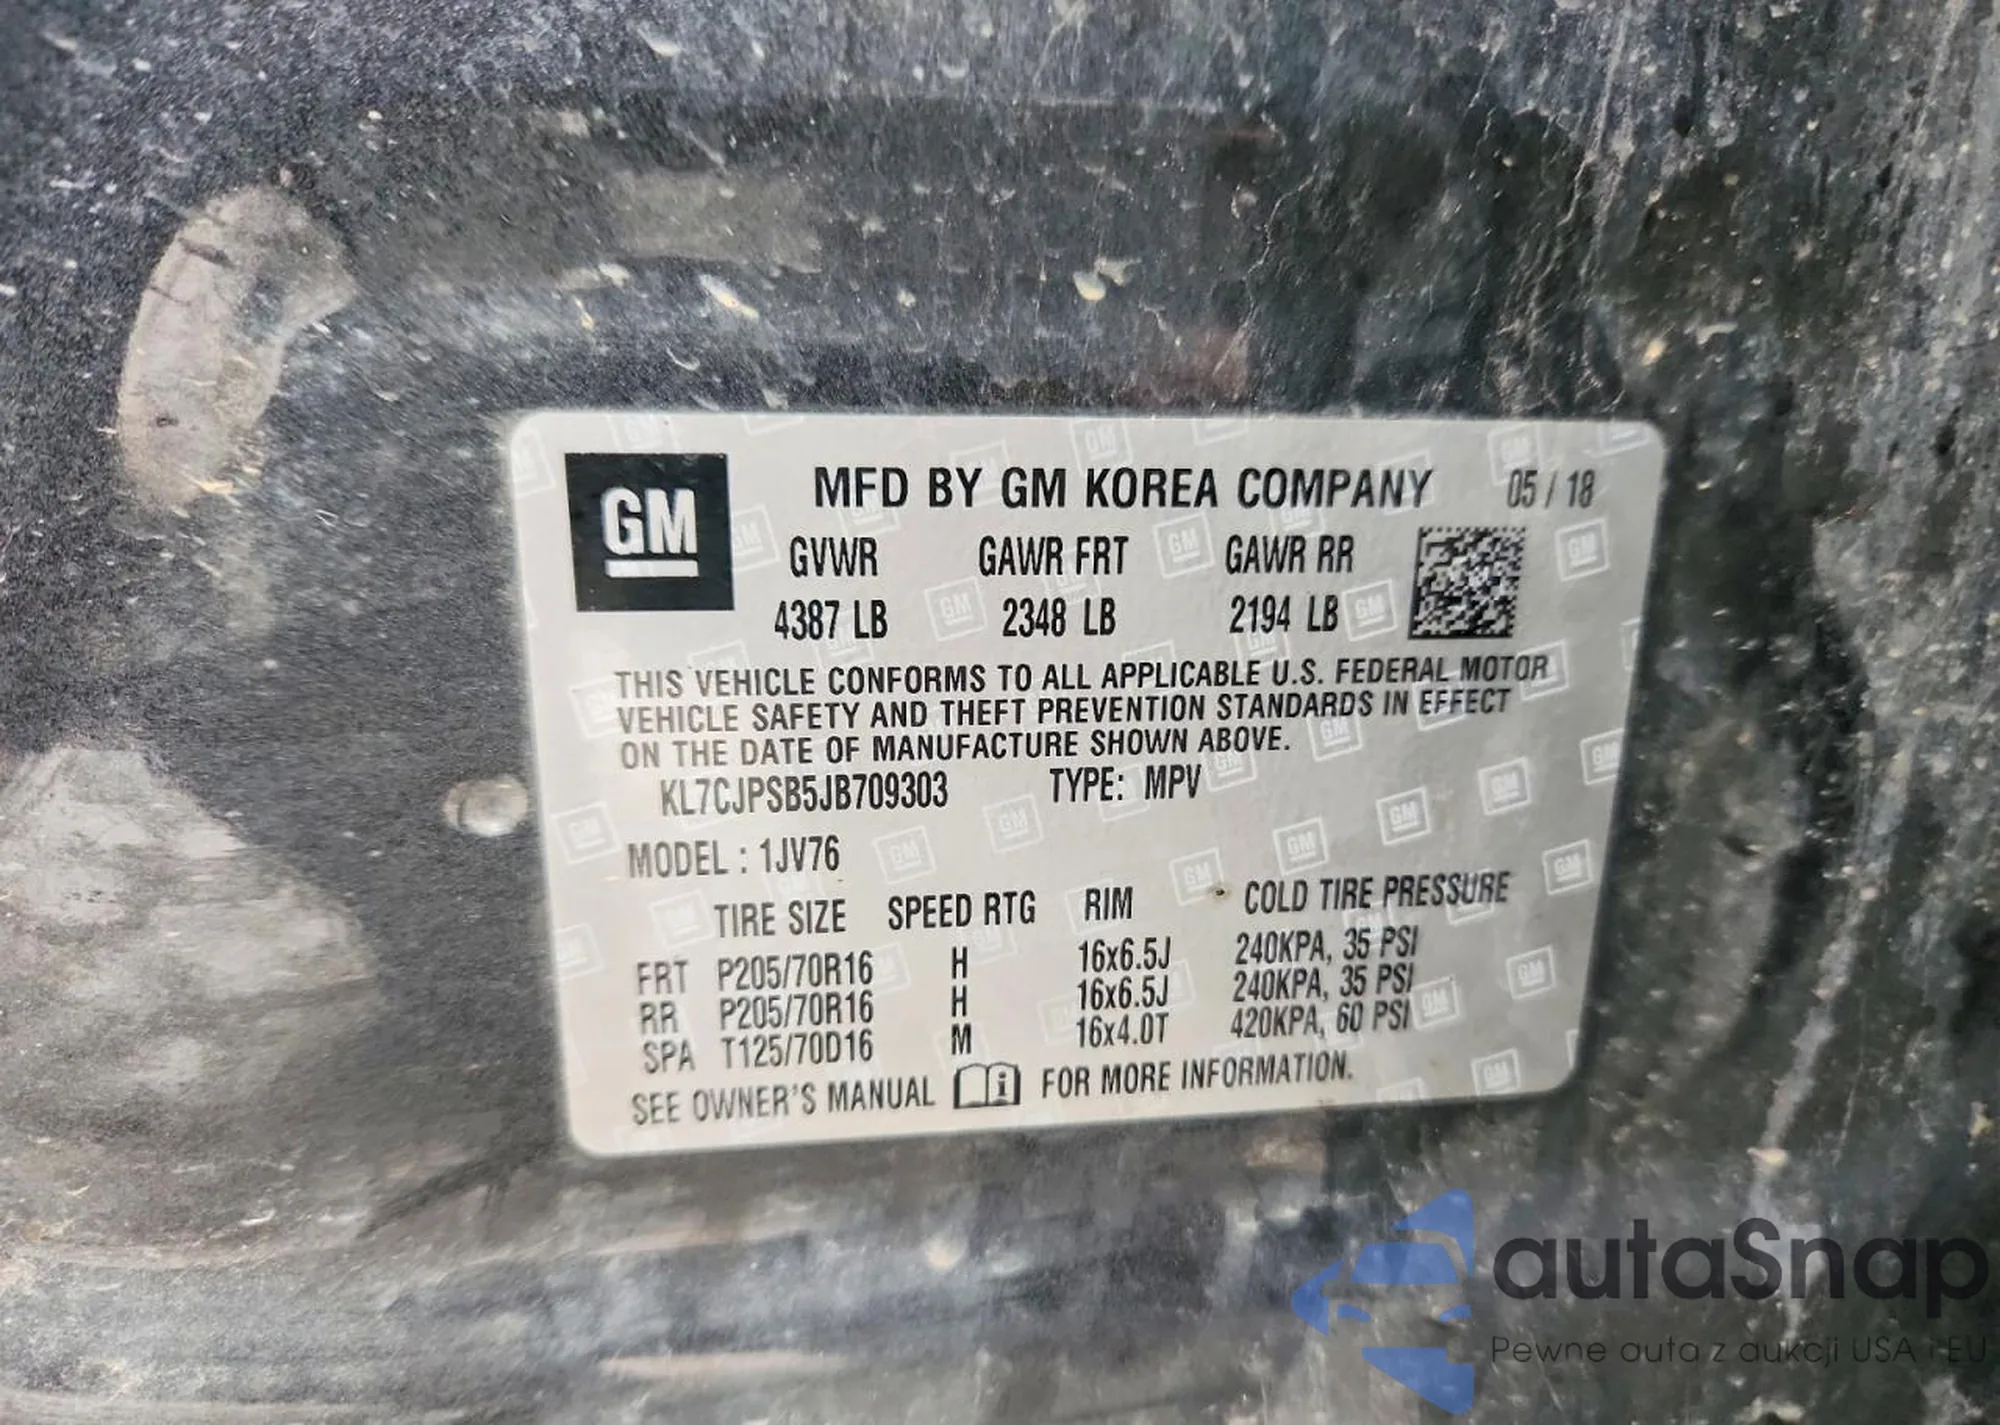 GM
MFD BY GM KOREA COMPANY 05 / 18
GVWR GAWR FRT GAWR RR
4387 LB 2348 LB 2194 LB
THIS VEHICLE CONFORMS TO ALL APPLICABLE U.S. FEDERAL MOTOR
VEHICLE SAFETY AND THEFT PREVENTION STANDARDS IN EFFECT
ON THE DATE OF MANUFACTURE SHOWN ABOVE.
KL7CJPSB5JB709303 TYPE: MPV
MODEL : 1JV76
TIRE SIZE SPEED RTG RIM COLD TIRE PRESSURE
FRT P205/70R16 H 16x6.5J 240KPA, 35 PSI
RR P205/70R16 H 16x6.5J 240KPA, 35 PSI
SPA T125/70D16 M 16x4.0T 420KPA, 60 PSI
SEE OWNER'S MANUAL i FOR MORE INFORMATION.
autaSnap
Pewne auta z aukcji USA i EU